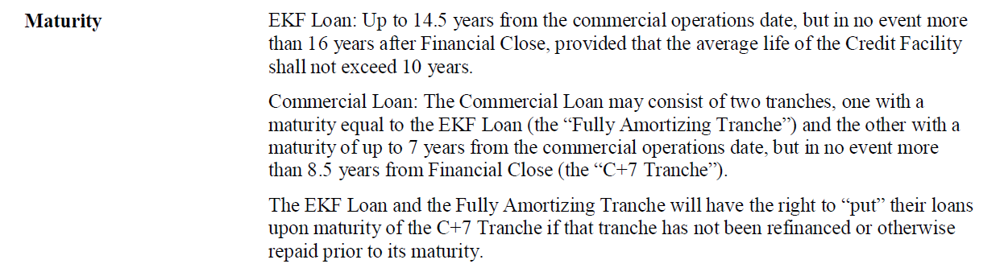 Maturity
EKF Loan: Up to 14.5 years from the commercial operations date, but in no event more
than 16 years after Financial Close, provided that the average life of the Credit Facility
shall not exceed 10 years.
Commercial Loan: The Commercial Loan may consist of two tranches, one with a
maturity equal to the EKF Loan (the “Fully Amortizing Tranche”) and the other with a
maturity of up to 7 years from the commercial operations date, but in no event more
than 8.5 years from Financial Close (the “C+7 Tranche”).
The EKF Loan and the Fully Amortizing Tranche will have the right to “put” their loans
upon maturity of the C+7 Tranche if that tranche has not been refinanced or otherwise
repaid prior to its maturity.